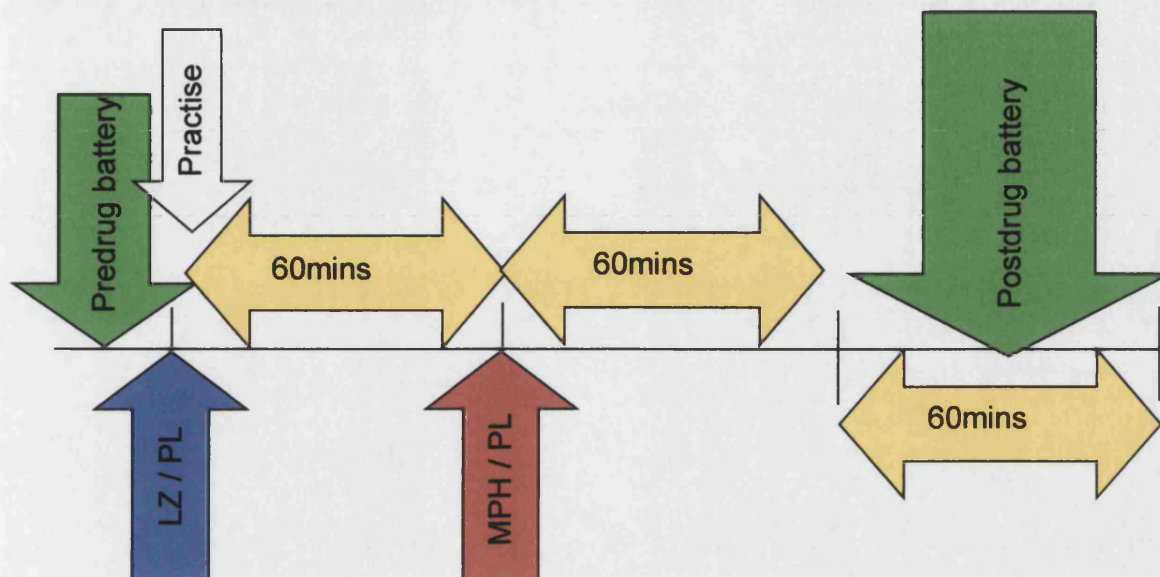 Predrug battery
Practise
60mins
60mins
Postdrug battery
LZ / PL
MPH / PL
60mins